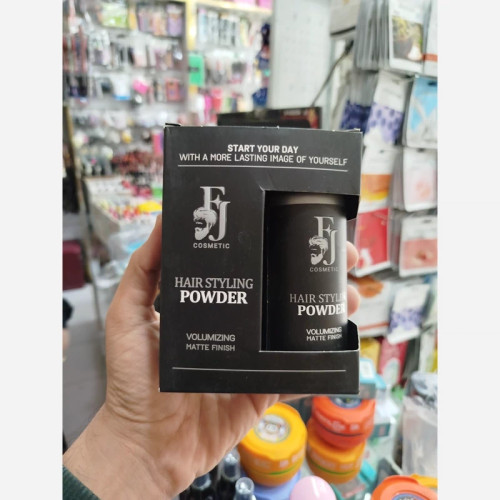 START YOUR DAY
WITH A MORE LASTING IMAGE OF YOURSELF
FJ
COSMETIC
HAIR STYLING
POWDER
VOLUMIZING
MATTE FINISH
FJ
COSMETIC
HAIR STYLING
POWDER
VOLUMIZING
MATTE FINISH